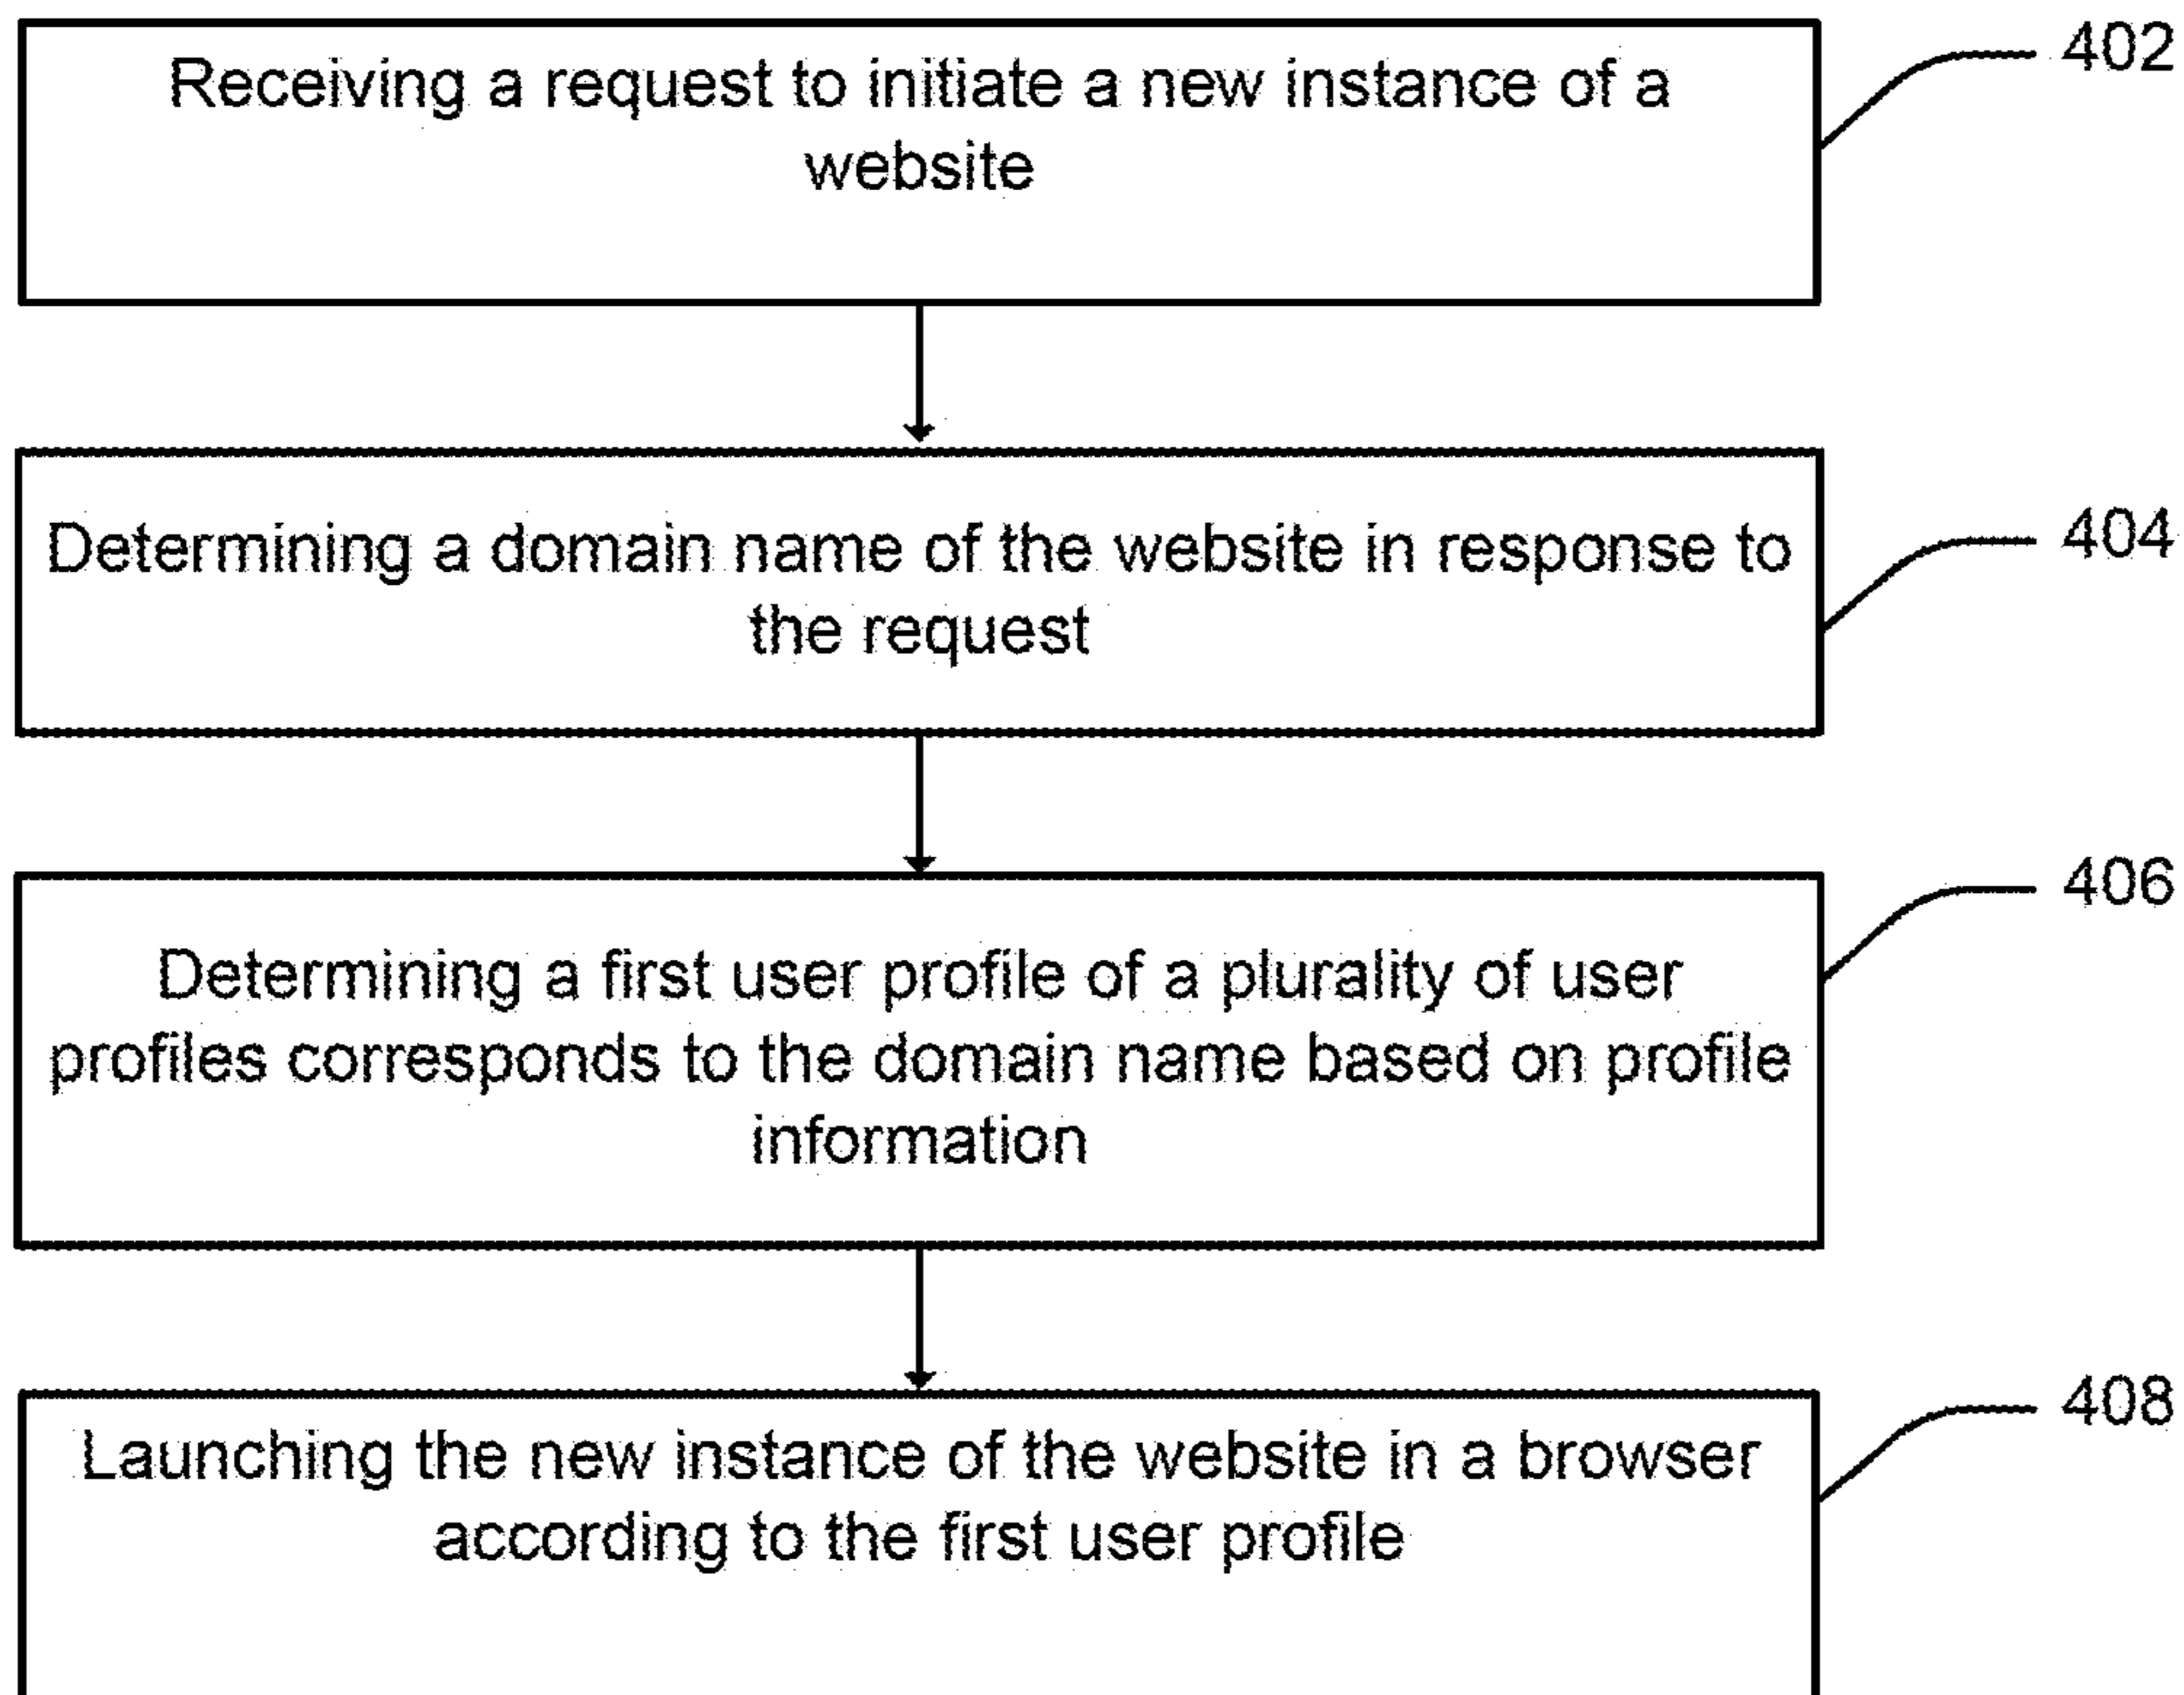 Receiving a request to initiate a new instance of a
website
402
Determining a domain name of the website in response to
the request
404
Determining a first user profile of a plurality of user
profiles corresponds to the domain name based on profile
information
406
Launching the new instance of the website in a browser
according to the first user profile
408